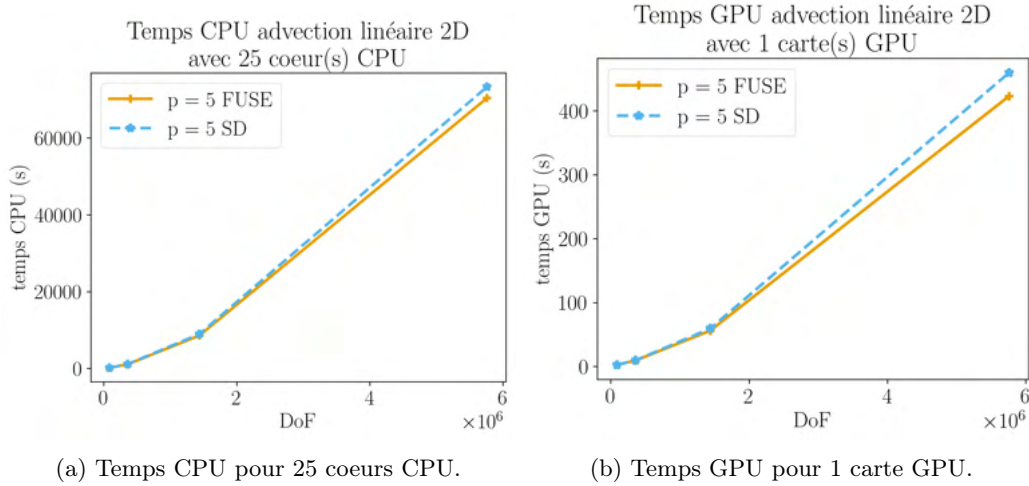 Temps CPU advection linéaire 2D
avec 25 coeur(s) CPU
p = 5 FUSE
p = 5 SD
temps CPU (s)
60000
40000
20000
0
0
2
4
6
×10⁶
DoF
(a) Temps CPU pour 25 coeurs CPU.
Temps GPU advection linéaire 2D
avec 1 carte(s) GPU
p = 5 FUSE
p = 5 SD
temps GPU (s)
400
300
200
100
0
0
1
2
3
4
5
6
×10⁶
DoF
(b) Temps GPU pour 1 carte GPU.